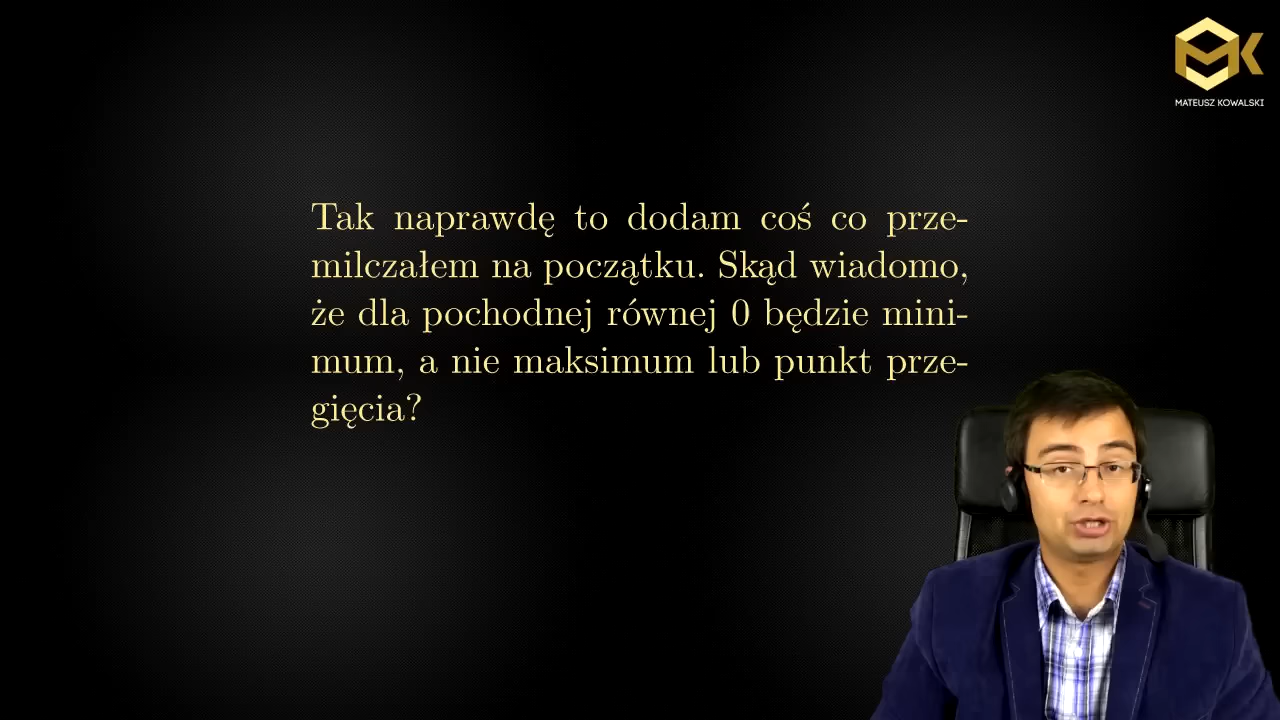 MATEUSZ KOWALSKI
Tak naprawdę to dodam coś co prze-
milczałem na początku. Skąd wiadomo,
że dla pochodnej równej 0 będzie mini-
mum, a nie maksimum lub punkt prze-
gięcia?